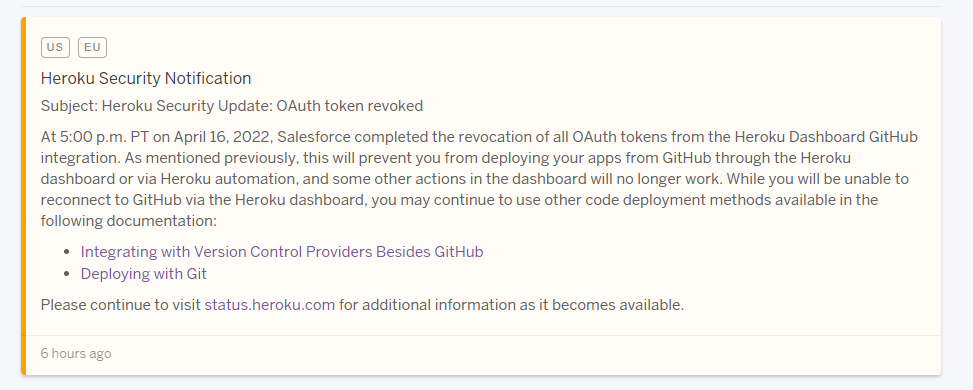 US EU
Heroku Security Notification
Subject: Heroku Security Update: OAuth token revoked
At 5:00 p.m. PT on April 16, 2022, Salesforce completed the revocation of all OAuth tokens from the Heroku Dashboard GitHub
integration. As mentioned previously, this will prevent you from deploying your apps from GitHub through the Heroku
dashboard or via Heroku automation, and some other actions in the dashboard will no longer work. While you will be unable to
reconnect to GitHub via the Heroku dashboard, you may continue to use other code deployment methods available in the
following documentation:
• Integrating with Version Control Providers Besides GitHub
• Deploying with Git
Please continue to visit status.heroku.com for additional information as it becomes available.
6 hours ago